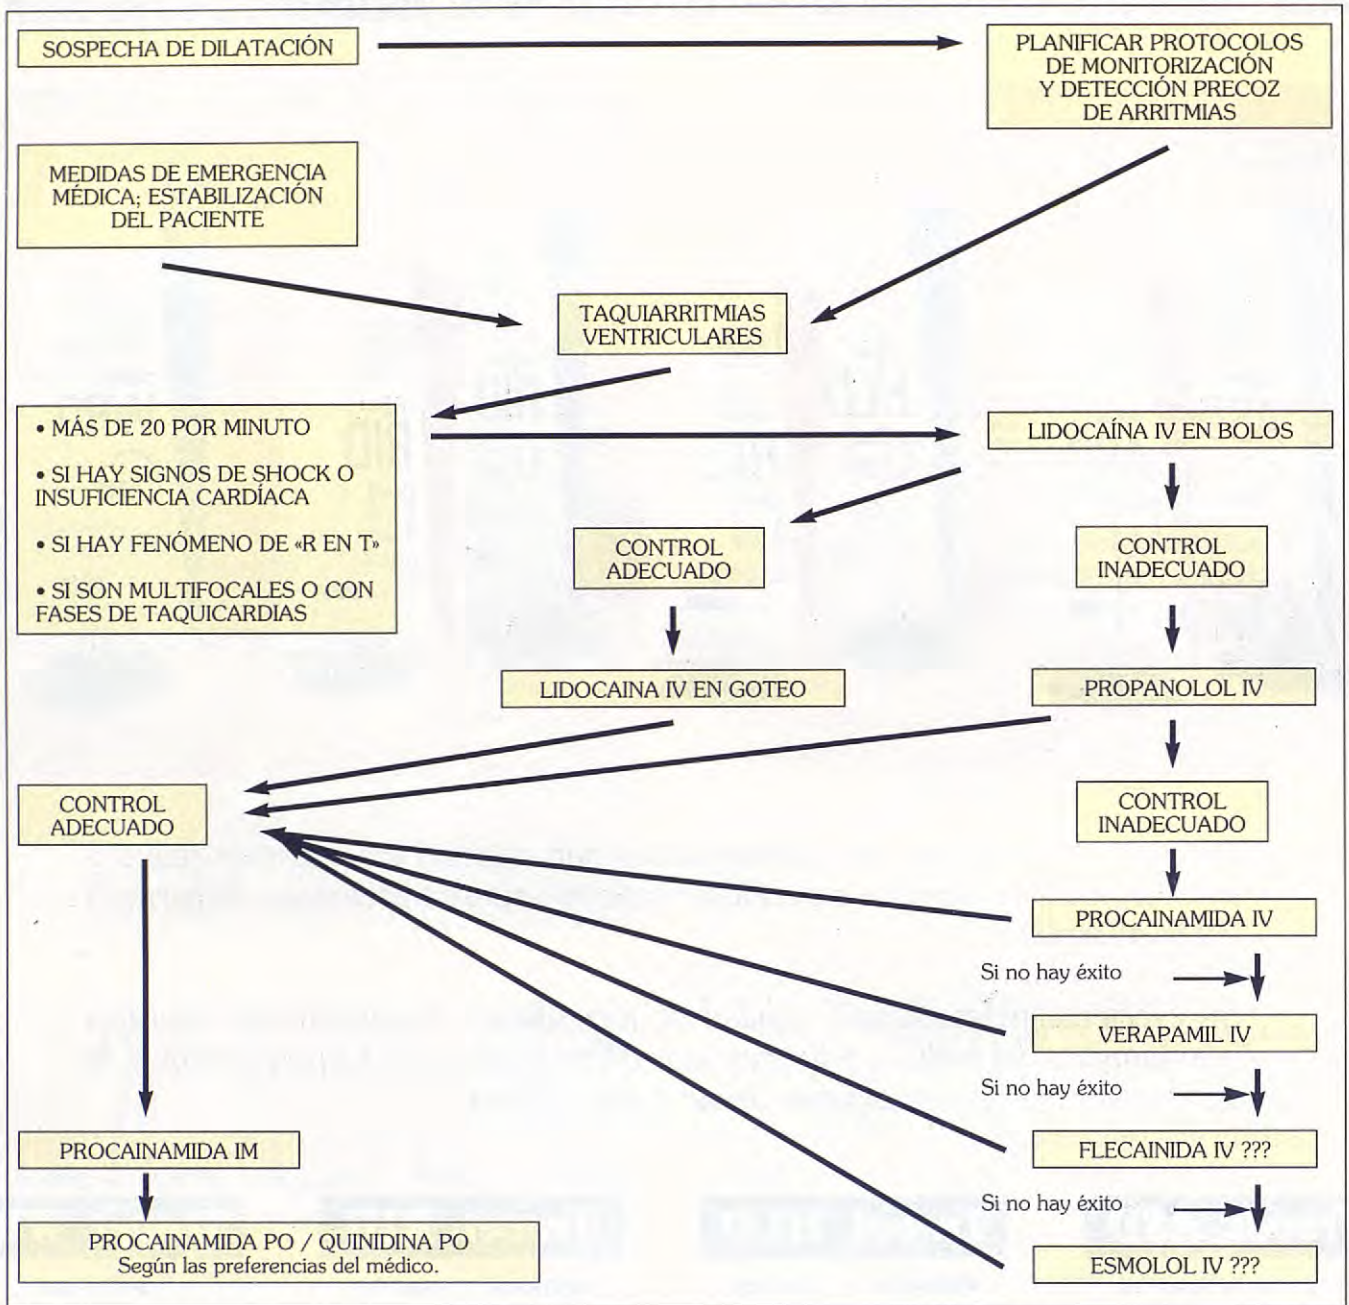 SOSPECHA DE DILATACIÓN
PLANIFICAR PROTOCOLOS
DE MONITORIZACIÓN
Y DETECCIÓN PRECOZ
DE ARRITMIAS
MEDIDAS DE EMERGENCIA
MÉDICA; ESTABILIZACIÓN
DEL PACIENTE
TAQUIARRITMIAS
VENTRICULARES
• MÁS DE 20 POR MINUTO
• SI HAY SIGNOS DE SHOCK O
INSUFICIENCIA CARDÍACA
• SI HAY FENÓMENO DE «R EN T»
• SI SON MULTIFOCALES O CON
FASES DE TAQUICARDIAS
LIDOCAÍNA IV EN BOLOS
CONTROL
ADECUADO
CONTROL
INADECUADO
LIDOCAINA IV EN GOTEO
PROPANOLOL IV
CONTROL
ADECUADO
CONTROL
INADECUADO
PROCAINAMIDA IV
Si no hay éxito
VERAPAMIL IV
Si no hay éxito
PROCAINAMIDA IM
FLECAINIDA IV ???
Si no hay éxito
PROCAINAMIDA PO / QUINIDINA PO
Según las preferencias del médico.
ESMOLOL IV ???